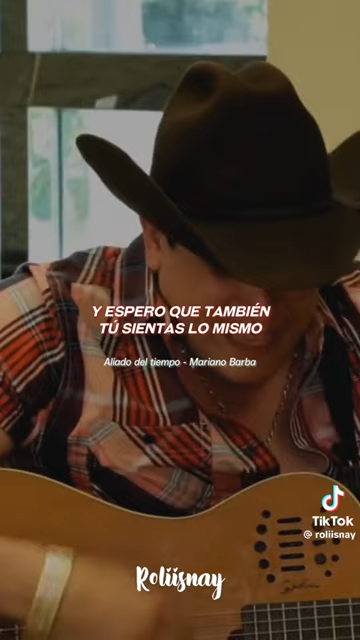 Y ESPERO QUE TAMBIÉN
TÚ SIENTAS LO MISMO
Aliado del tiempo - Mariano Barba
TikTok
@ roliisnay
Roliisnay